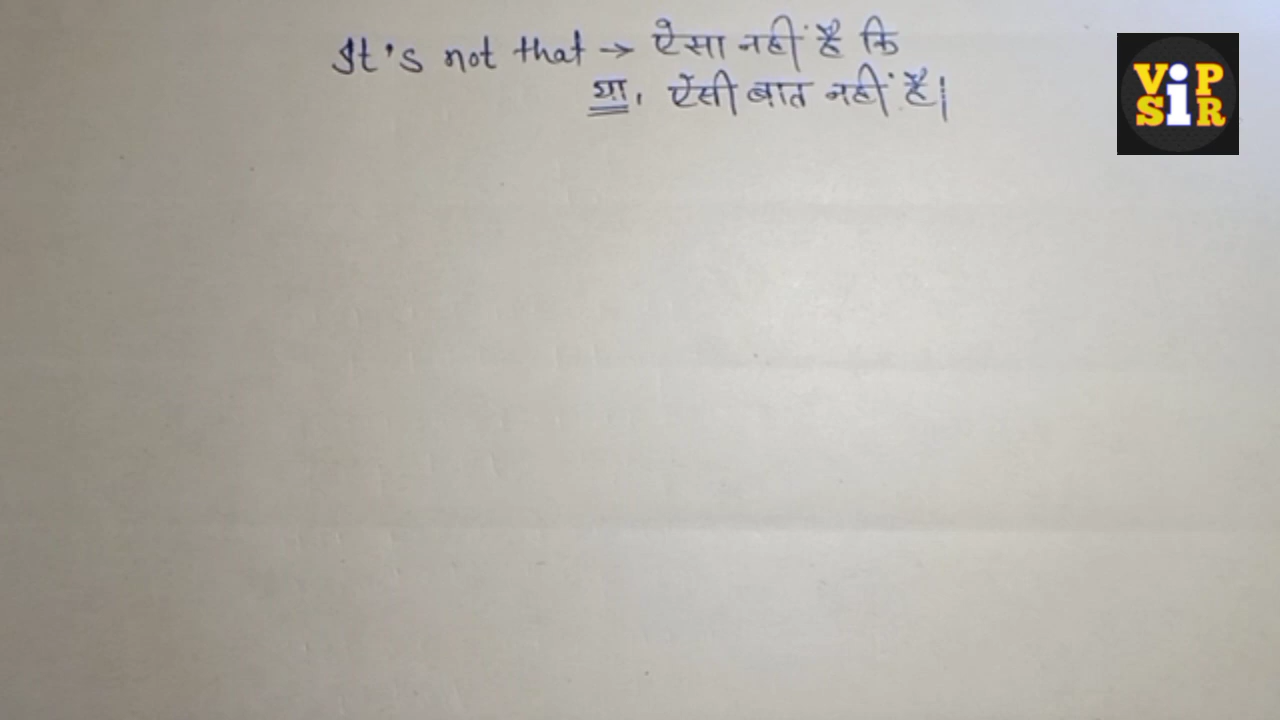 It's not that → ऐसा नहीं है कि
या, ऐसी बात नहीं है।
VIP
SIR